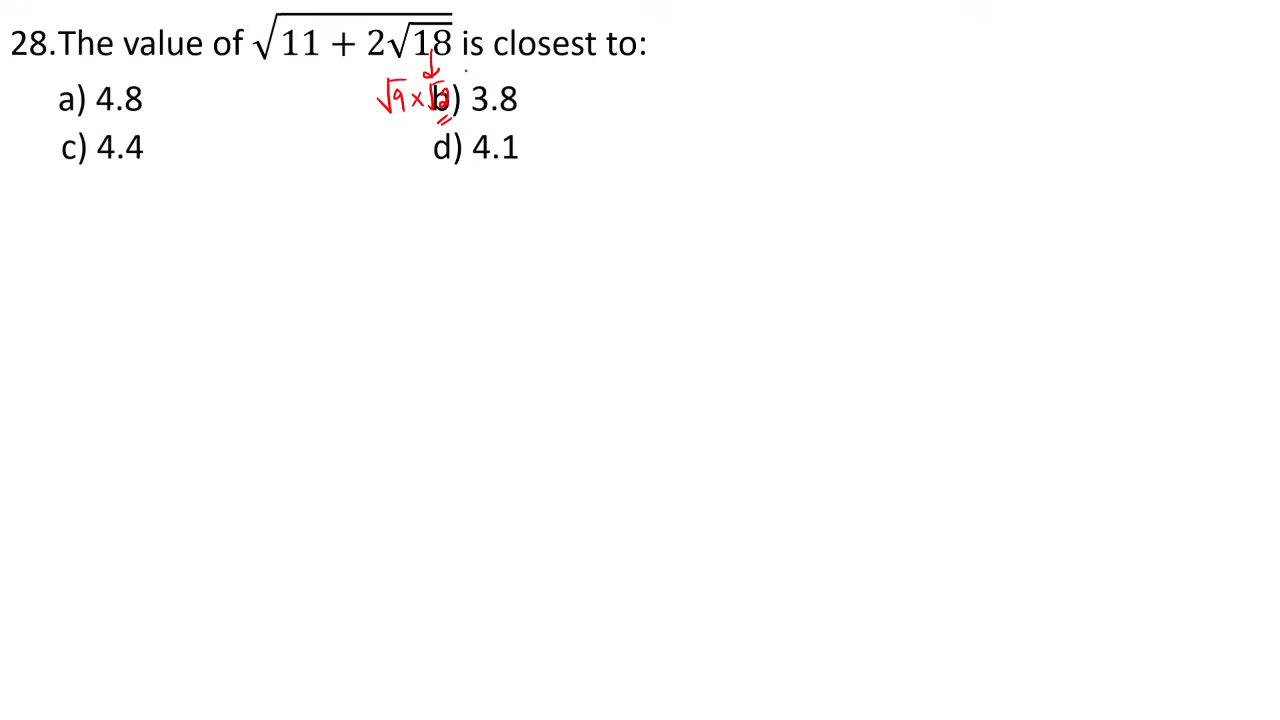 28.The value of √(11 + 2√18) is closest to:
a) 4.8 √9 × √2 b) 3.8
c) 4.4 d) 4.1